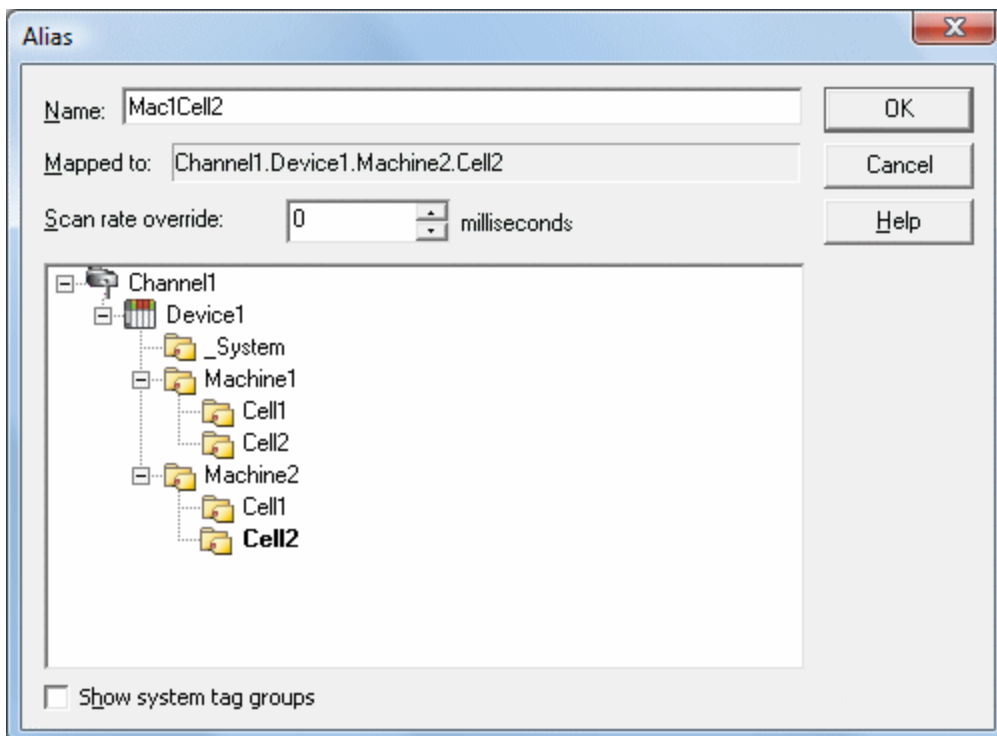 Alias
Name: Mac1Cell2
OK
Mapped to: Channel1.Device1.Machine2.Cell2
Cancel
Scan rate override: 0 milliseconds
Help
Channel1
Device1
_System
Machine1
Cell1
Cell2
Machine2
Cell1
Cell2
Show system tag groups